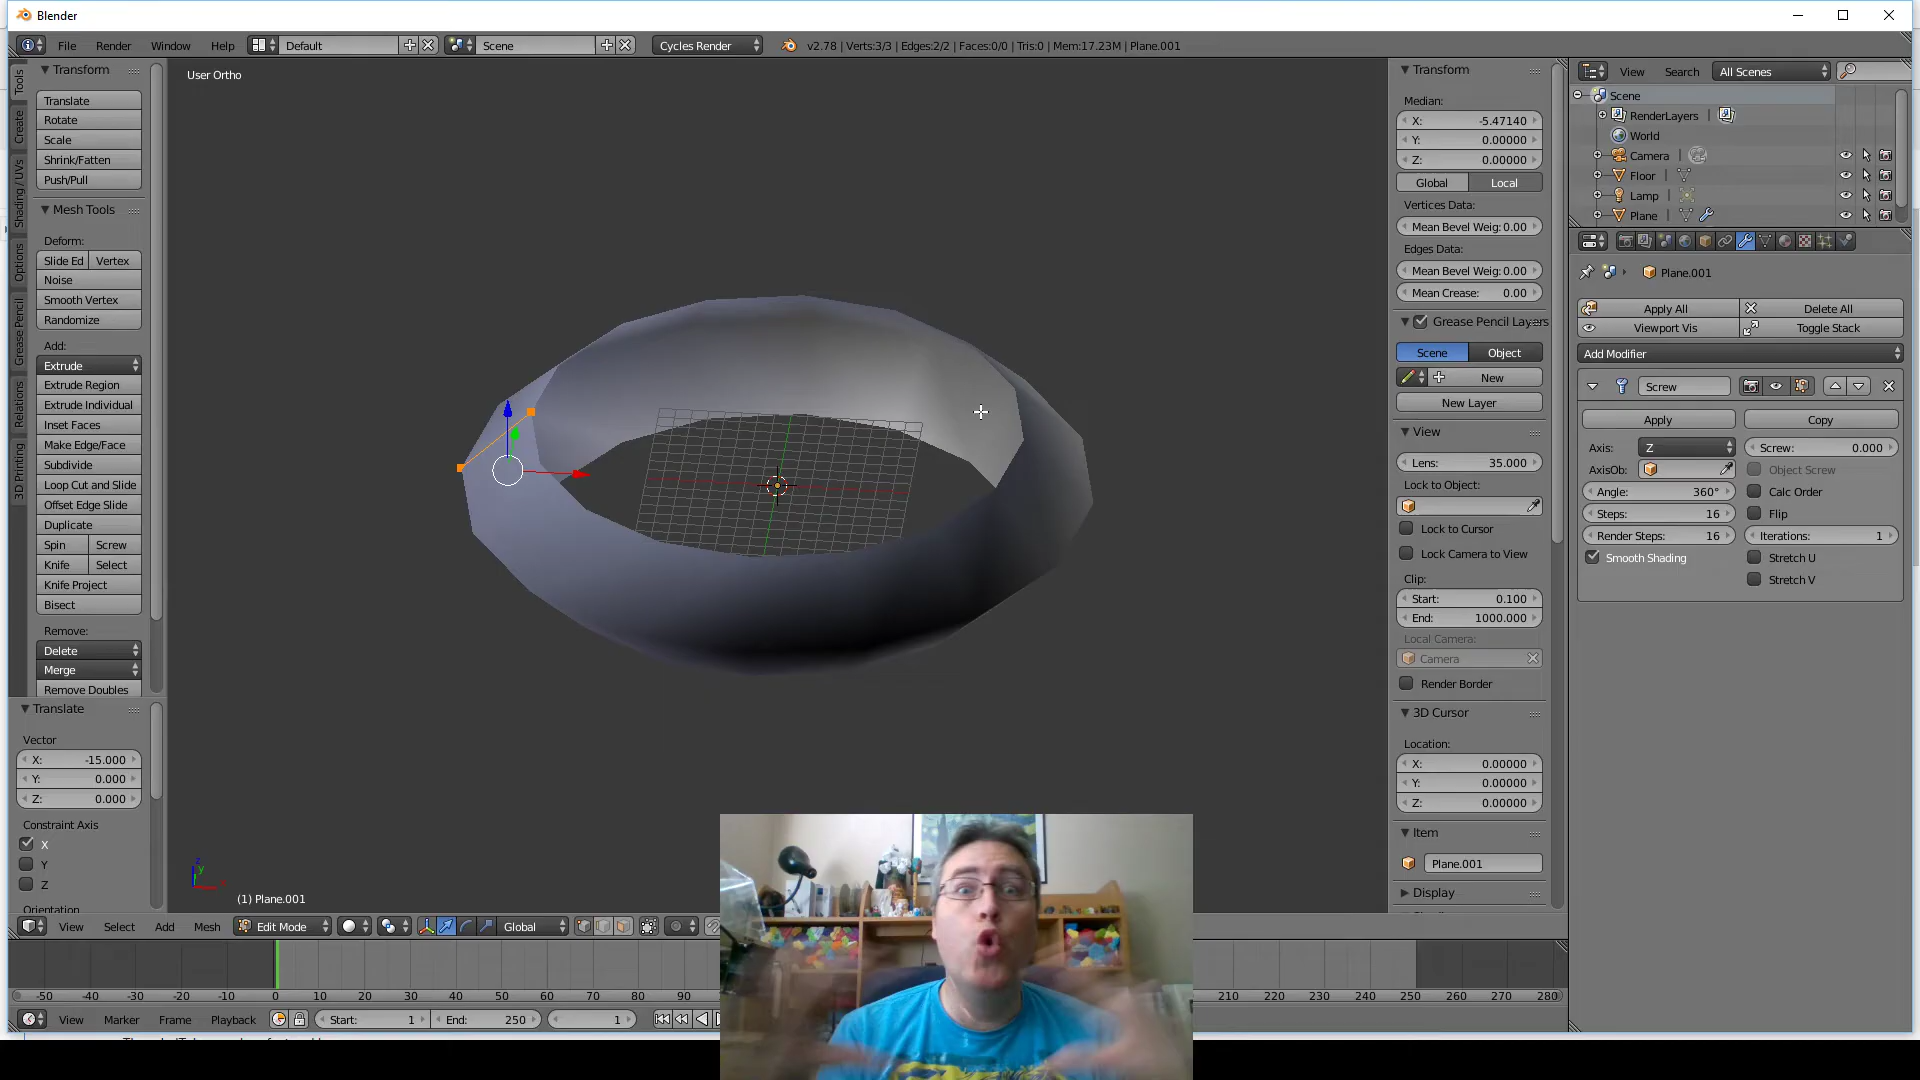 Blender
File Render Window Help Default Scene Cycles Render v2.78 | Verts:3/3 | Edges:2/2 | Faces:0/0 | Tris:0 | Mem:17.23M | Plane.001
Tools
Create
Shading / UVs
Options
Grease Pencil
Relations
3D Printing
Transform
Translate
Rotate
Scale
Shrink/Fatten
Push/Pull
Mesh Tools
Deform:
Slide Ed Vertex
Noise
Smooth Vertex
Randomize
Add:
Extrude
Extrude Region
Extrude Individual
Inset Faces
Make Edge/Face
Subdivide
Loop Cut and Slide
Offset Edge Slide
Duplicate
Spin Screw
Knife Select
Knife Project
Bisect
Remove:
Delete
Merge
Remove Doubles
Translate
Vector
X: -15.000
Y: 0.000
Z: 0.000
Constraint Axis
X
Y
Z
Orientation
User Ortho
(1) Plane.001
View Select Add Mesh Edit Mode Global
-50 -40 -30 -20 -10 0 10 20 30 40 50 60 70 80 90 210 220 230 240 250 260 270 280
View Marker Frame Playback Start: 1 End: 250 1
Transform
Median:
X: -5.47140
Y: 0.00000
Z: 0.00000
Global Local
Vertices Data:
Mean Bevel Weig: 0.00
Edges Data:
Mean Bevel Weig: 0.00
Mean Crease: 0.00
Grease Pencil Layers
Scene Object
New
New Layer
View
Lens: 35.000
Lock to Object:
Lock to Cursor
Lock Camera to View
Clip:
Start: 0.100
End: 1000.000
Local Camera:
Camera
Render Border
3D Cursor
Location:
X: 0.00000
Y: 0.00000
Z: 0.00000
Item
Plane.001
Display
View Search All Scenes
Scene
RenderLayers
World
Camera
Floor
Lamp
Plane
Plane.001
Apply All Delete All
Viewport Vis Toggle Stack
Add Modifier
Screw
Apply Copy
Axis: Z Screw: 0.000
AxisOb: Object Screw
Angle: 360° Calc Order
Steps: 16 Flip
Render Steps: 16 Iterations: 1
Smooth Shading Stretch U
Stretch V